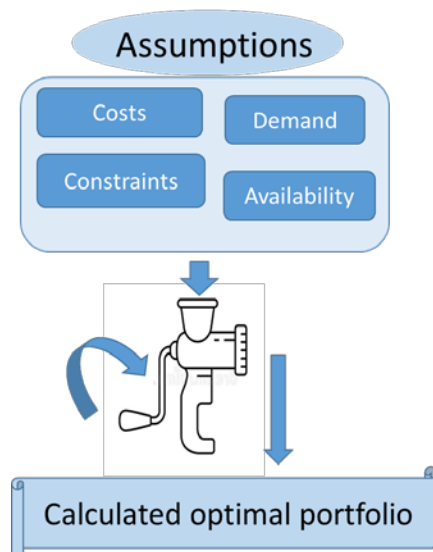 Assumptions
Costs
Demand
Constraints
Availability
Calculated optimal portfolio